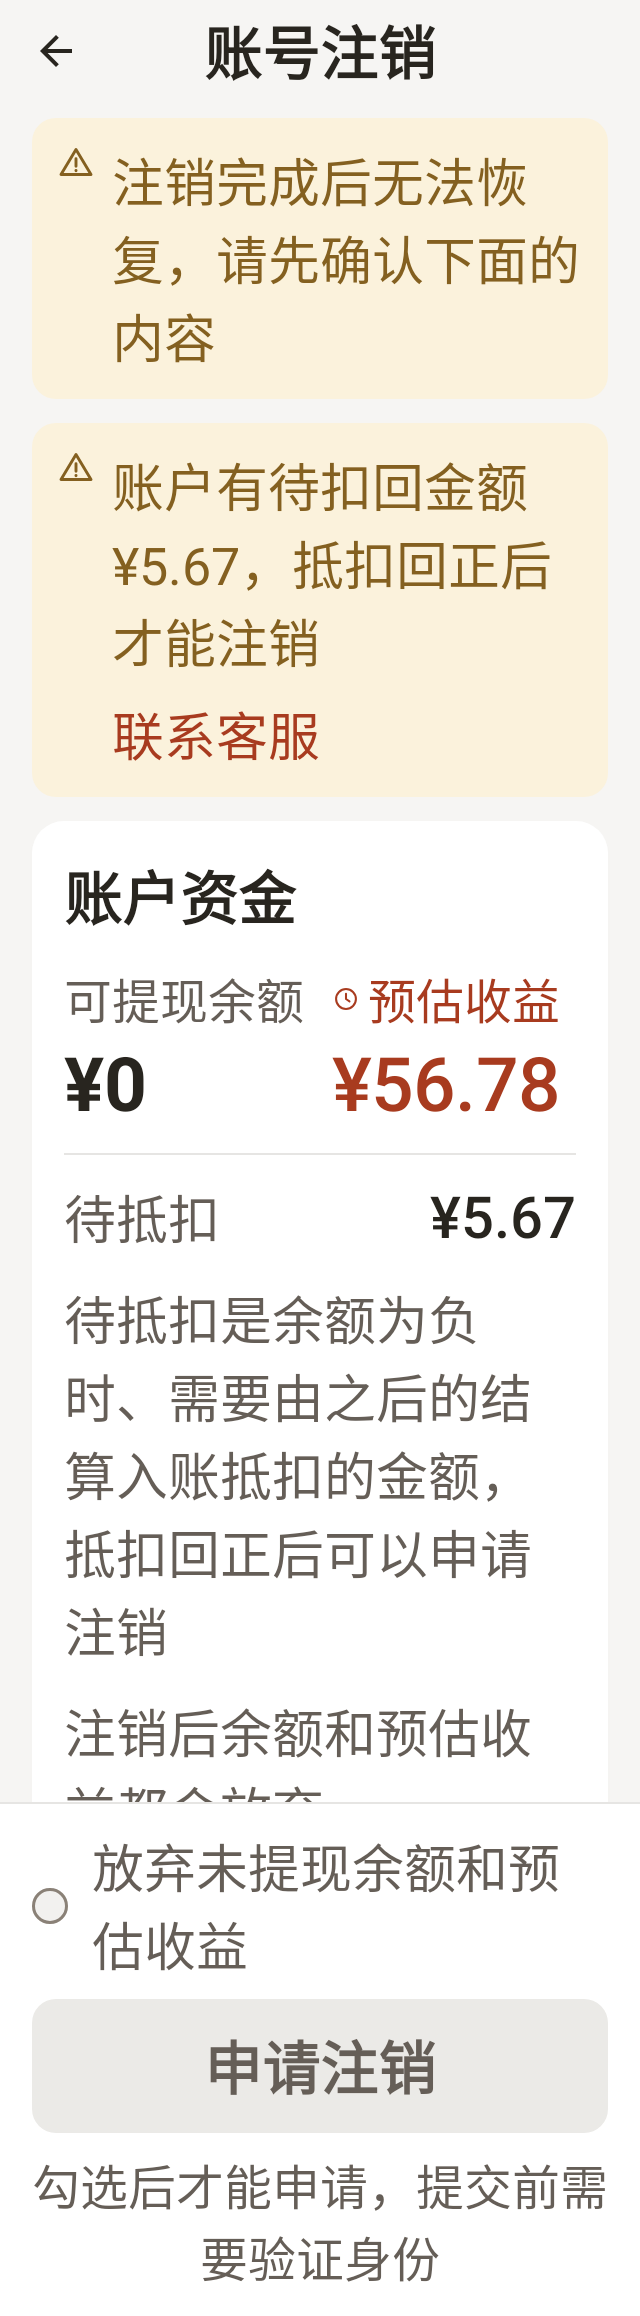 账号注销
注销完成后无法恢
复，请先确认下面的
内容
账户有待扣回金额
¥5.67，抵扣回正后
才能注销
联系客服
账户资金
可提现余额 预估收益
¥0 ¥56.78
待抵扣 ¥5.67
待抵扣是余额为负
时、需要由之后的结
算入账抵扣的金额，
抵扣回正后可以申请
注销
注销后余额和预估收
益都会放弃
放弃未提现余额和预
估收益
申请注销
勾选后才能申请，提交前需
要验证身份